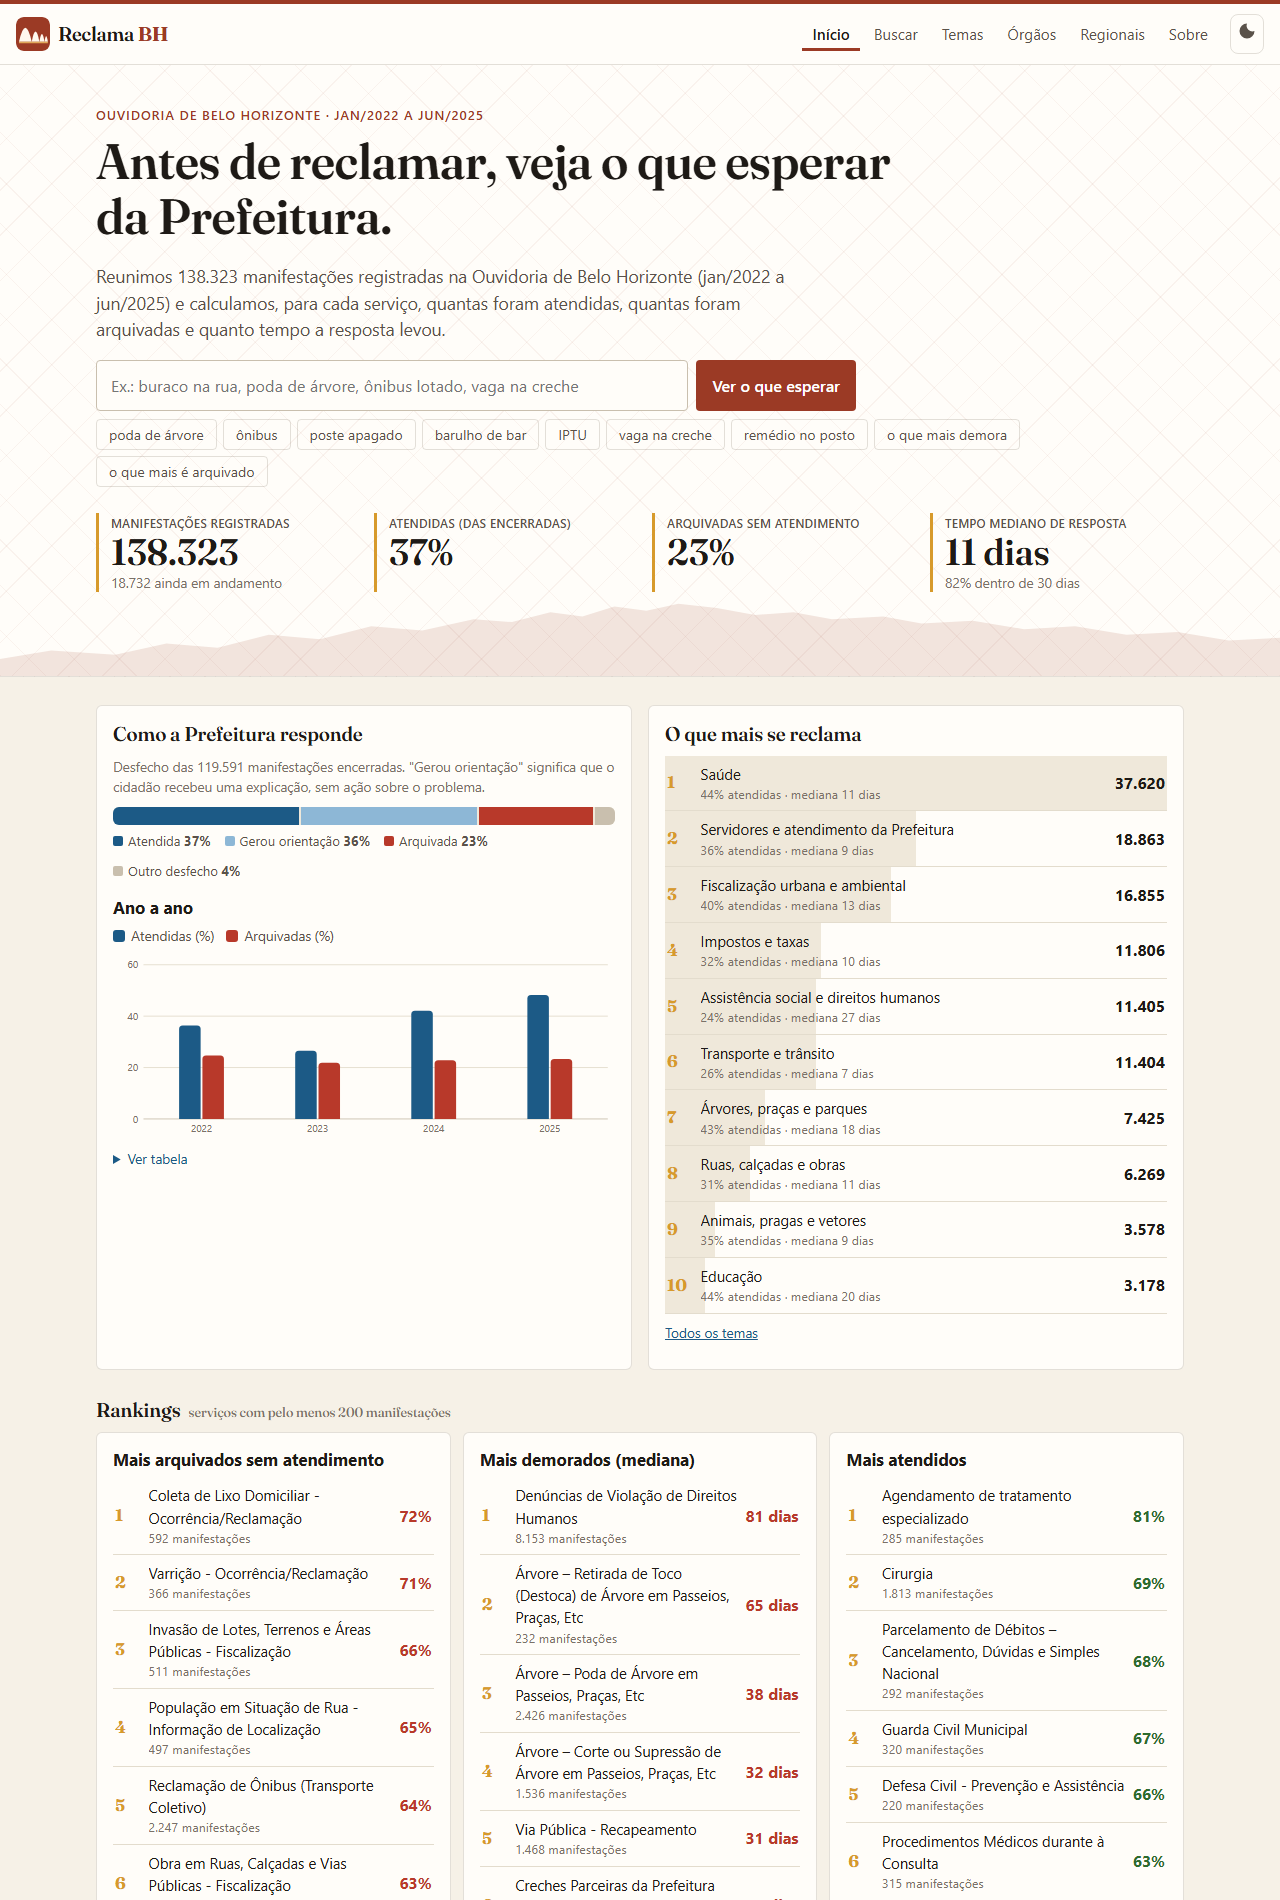 Reclama BH
Início
Buscar
Temas
Órgãos
Regionais
Sobre
OUVIDORIA DE BELO HORIZONTE · JAN/2022 A JUN/2025
Antes de reclamar, veja o que esperar
da Prefeitura.
Reunimos 138.323 manifestações registradas na Ouvidoria de Belo Horizonte (jan/2022 a
jun/2025) e calculamos, para cada serviço, quantas foram atendidas, quantas foram
arquivadas e quanto tempo a resposta levou.
Ex.: buraco na rua, poda de árvore, ônibus lotado, vaga na creche
Ver o que esperar
poda de árvore
ônibus
poste apagado
barulho de bar
IPTU
vaga na creche
remédio no posto
o que mais demora
o que mais é arquivado
MANIFESTAÇÕES REGISTRADAS
138.323
18.732 ainda em andamento
ATENDIDAS (DAS ENCERRADAS)
37%
ARQUIVADAS SEM ATENDIMENTO
23%
TEMPO MEDIANO DE RESPOSTA
11 dias
82% dentro de 30 dias
Como a Prefeitura responde
Desfecho das 119.591 manifestações encerradas. "Gerou orientação" significa que o
cidadão recebeu uma explicação, sem ação sobre o problema.
Atendida 37%
Gerou orientação 36%
Arquivada 23%
Outro desfecho 4%
Ano a ano
Atendidas (%)
Arquivadas (%)
60
40
20
0
2022
2023
2024
2025
Ver tabela
O que mais se reclama
1
Saúde
44% atendidas · mediana 11 dias
37.620
2
Servidores e atendimento da Prefeitura
36% atendidas · mediana 9 dias
18.863
3
Fiscalização urbana e ambiental
40% atendidas · mediana 13 dias
16.855
4
Impostos e taxas
32% atendidas · mediana 10 dias
11.806
5
Assistência social e direitos humanos
24% atendidas · mediana 27 dias
11.405
6
Transporte e trânsito
26% atendidas · mediana 7 dias
11.404
7
Árvores, praças e parques
43% atendidas · mediana 18 dias
7.425
8
Ruas, calçadas e obras
31% atendidas · mediana 11 dias
6.269
9
Animais, pragas e vetores
35% atendidas · mediana 9 dias
3.578
10
Educação
44% atendidas · mediana 20 dias
3.178
Todos os temas
Rankings serviços com pelo menos 200 manifestações
Mais arquivados sem atendimento
1
Coleta de Lixo Domiciliar -
Ocorrência/Reclamação
592 manifestações
72%
2
Varrição - Ocorrência/Reclamação
366 manifestações
71%
3
Invasão de Lotes, Terrenos e Áreas
Públicas - Fiscalização
511 manifestações
66%
4
População em Situação de Rua -
Informação de Localização
497 manifestações
65%
5
Reclamação de Ônibus (Transporte
Coletivo)
2.247 manifestações
64%
6
Obra em Ruas, Calçadas e Vias
Públicas - Fiscalização
63%
Mais demorados (mediana)
1
Denúncias de Violação de Direitos
Humanos
8.153 manifestações
81 dias
2
Árvore – Retirada de Toco
(Destoca) de Árvore em Passeios,
Praças, Etc
232 manifestações
65 dias
3
Árvore – Poda de Árvore em
Passeios, Praças, Etc
2.426 manifestações
38 dias
4
Árvore – Corte ou Supressão de
Árvore em Passeios, Praças, Etc
1.536 manifestações
32 dias
5
Via Pública - Recapeamento
1.468 manifestações
31 dias
Creches Parceiras da Prefeitura
Mais atendidos
1
Agendamento de tratamento
especializado
285 manifestações
81%
2
Cirurgia
1.813 manifestações
69%
3
Parcelamento de Débitos –
Cancelamento, Dúvidas e Simples
Nacional
292 manifestações
68%
4
Guarda Civil Municipal
320 manifestações
67%
5
Defesa Civil - Prevenção e Assistência
220 manifestações
66%
6
Procedimentos Médicos durante à
Consulta
315 manifestações
63%